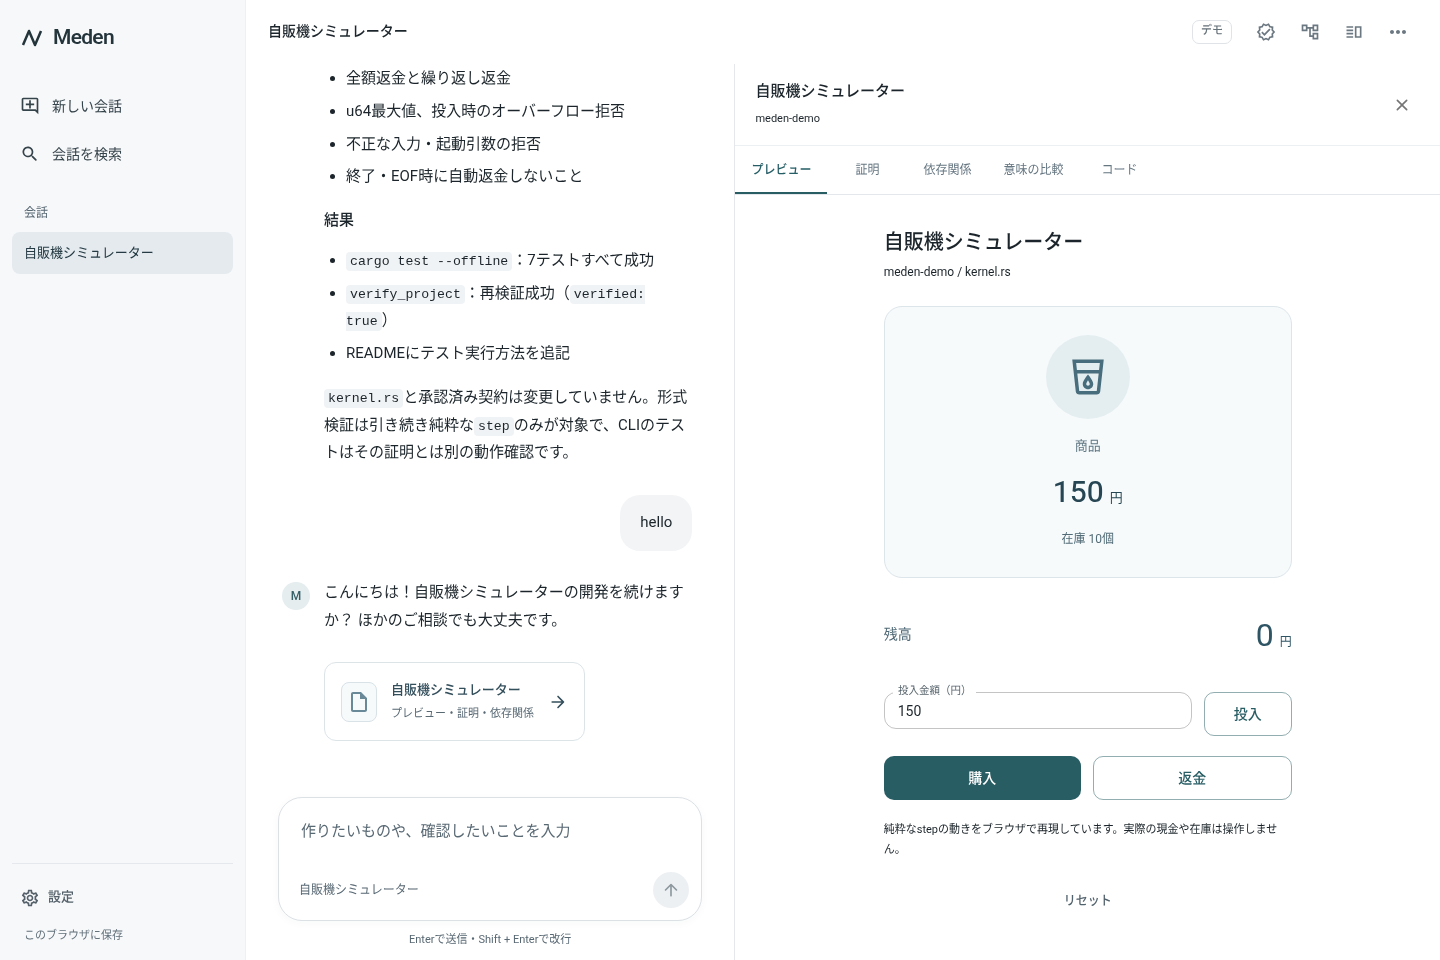 Meden
新しい会話
会話を検索
会話
自販機シミュレーター
設定
このブラウザに保存
自販機シミュレーター
デモ
全額返金と繰り返し返金
u64最大値、投入時のオーバーフロー拒否
不正な入力・起動引数の拒否
終了・EOF時に自動返金しないこと
結果
cargo test --offline：7テストすべて成功
verify_project：再検証成功（verified:
true）
READMEにテスト実行方法を追記
kernel.rsと承認済み契約は変更していません。形式
検証は引き続き純粋なstepのみが対象で、CLIのテス
トはその証明とは別の動作確認です。
hello
M
こんにちは！自販機シミュレーターの開発を続けます
か？ ほかのご相談でも大丈夫です。
自販機シミュレーター
プレビュー・証明・依存関係
作りたいものや、確認したいことを入力
自販機シミュレーター
Enterで送信・Shift + Enterで改行
自販機シミュレーター
meden-demo
プレビュー 証明 依存関係 意味の比較 コード
自販機シミュレーター
meden-demo / kernel.rs
商品
150 円
在庫 10個
残高 0 円
投入金額（円）
150
投入
購入 返金
純粋なstepの動きをブラウザで再現しています。実際の現金や在庫は操作しませ
ん。
リセット